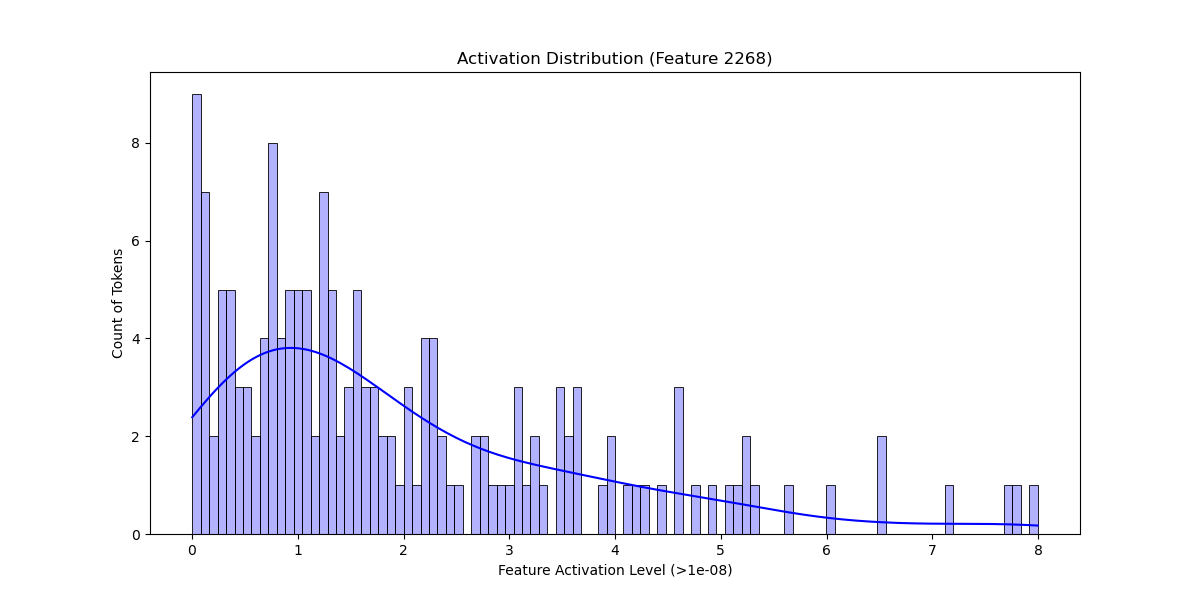 Activation Distribution (Feature 2268)
Count of Tokens
8
6
4
2
0
0 1 2 3 4 5 6 7 8
Feature Activation Level (>1e-08)